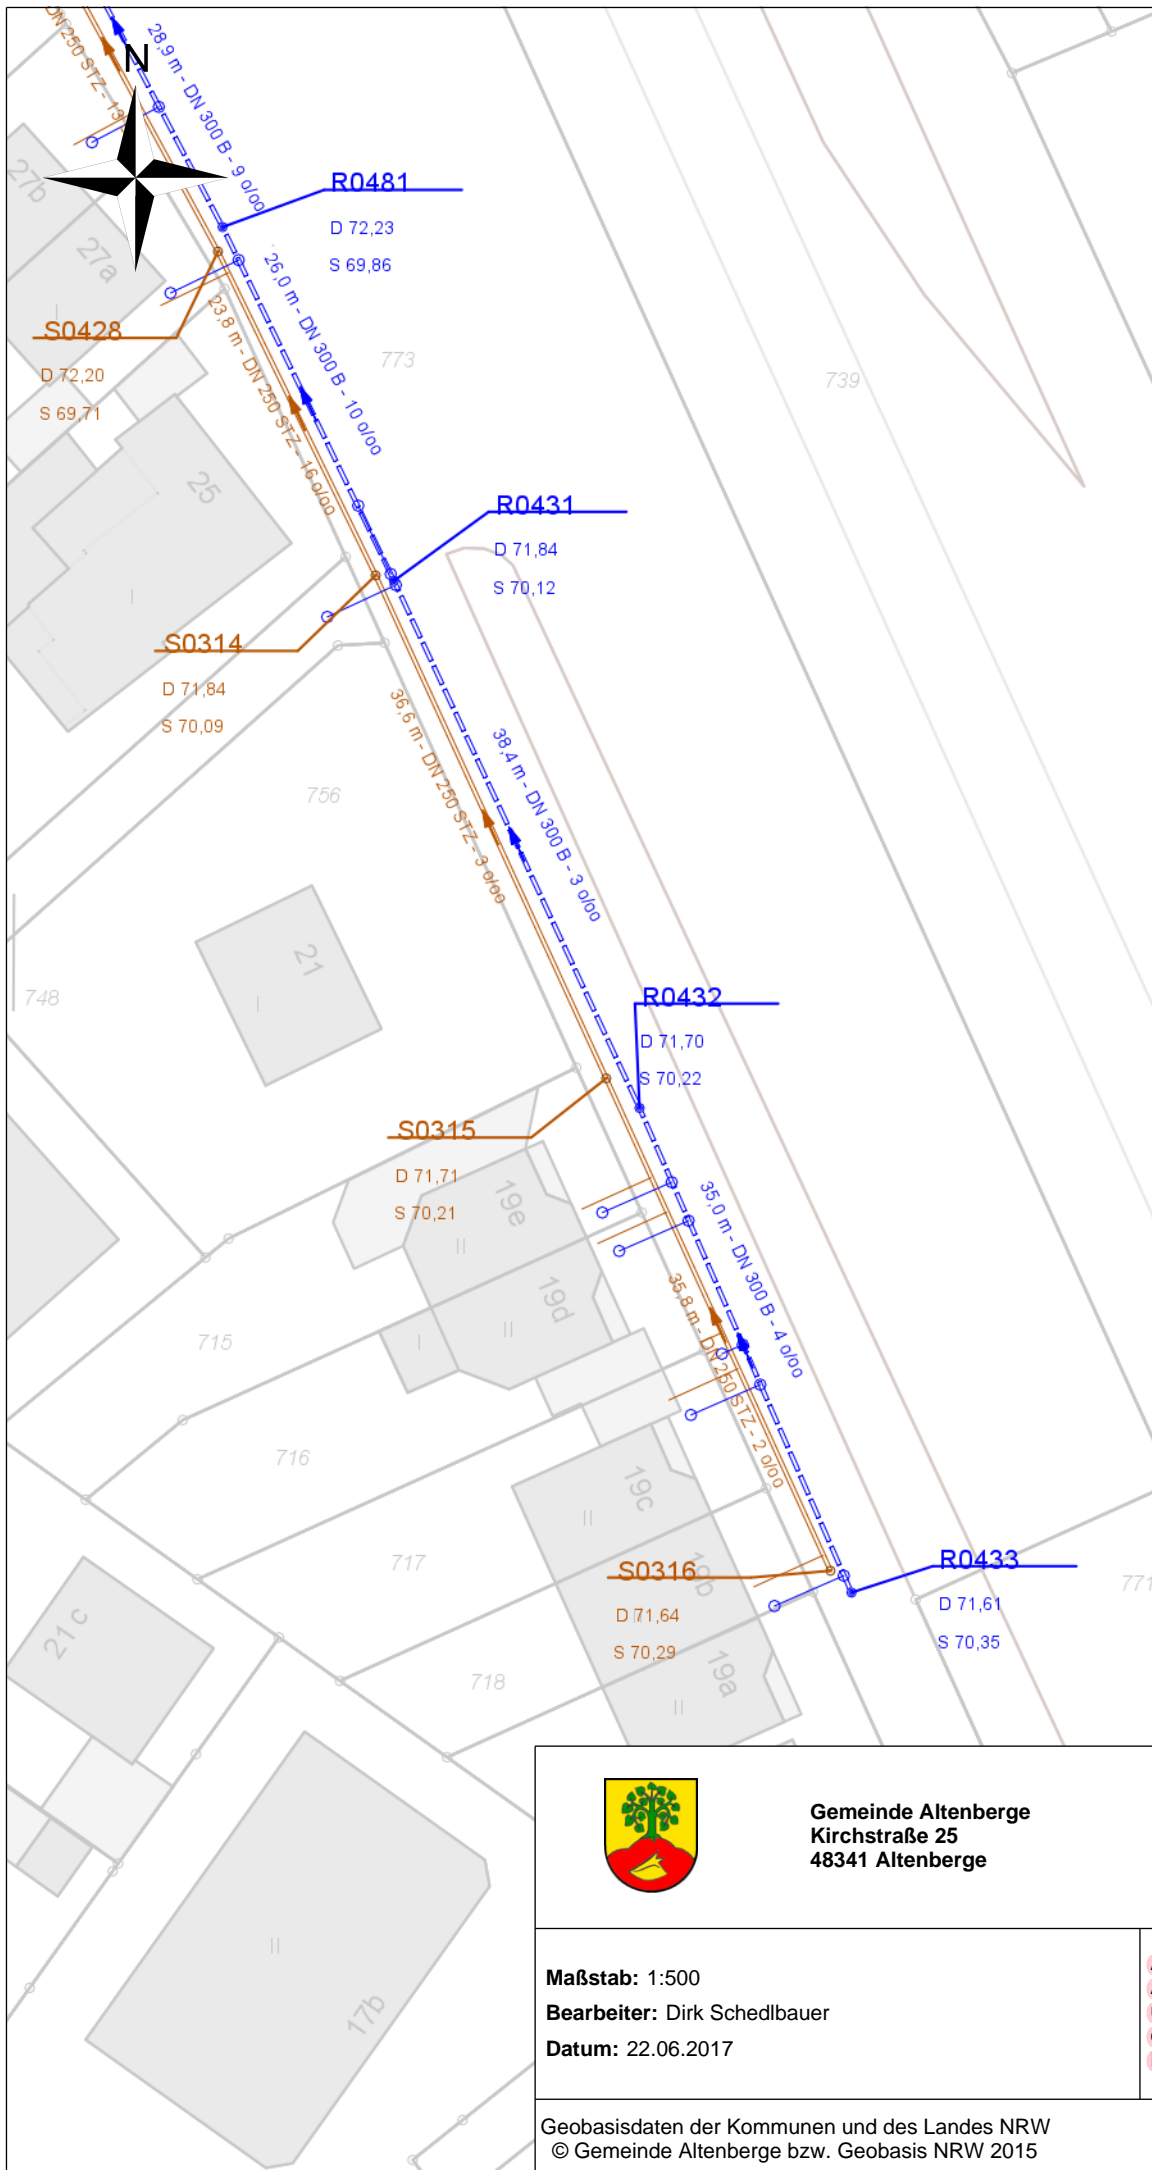 DN 250 STZ - 13
28,9 m - DN 300 B - 9 o/oo
N
27b
27a
I
R0481
D 72,23
S 69,86
S0428
D 72,20
S 69,71
23,8 m - DN 250 STZ - 16 o/oo
26,0 m - DN 300 B - 10 o/oo
773
739
25
I
R0431
D 71,84
S 70,12
S0314
D 71,84
S 70,09
36,6 m - DN 250 STZ - 3 o/oo
38,4 m - DN 300 B - 3 o/oo
756
21
I
748
R0432
D 71,70
S 70,22
S0315
D 71,71
S 70,21
19e
II
19d
II
I
715
35,8 m - DN 250 STZ - 2 o/oo
35,0 m - DN 300 B - 4 o/oo
716
19c
II
717
S0316
D 71,64
S 70,29
19b
R0433
D 71,61
S 70,35
771
21 c
718
19a
II
II
17b
Gemeinde Altenberge
Kirchstraße 25
48341 Altenberge
Maßstab: 1:500
Bearbeiter: Dirk Schedlbauer
Datum: 22.06.2017
Geobasisdaten der Kommunen und des Landes NRW
© Gemeinde Altenberge bzw. Geobasis NRW 2015